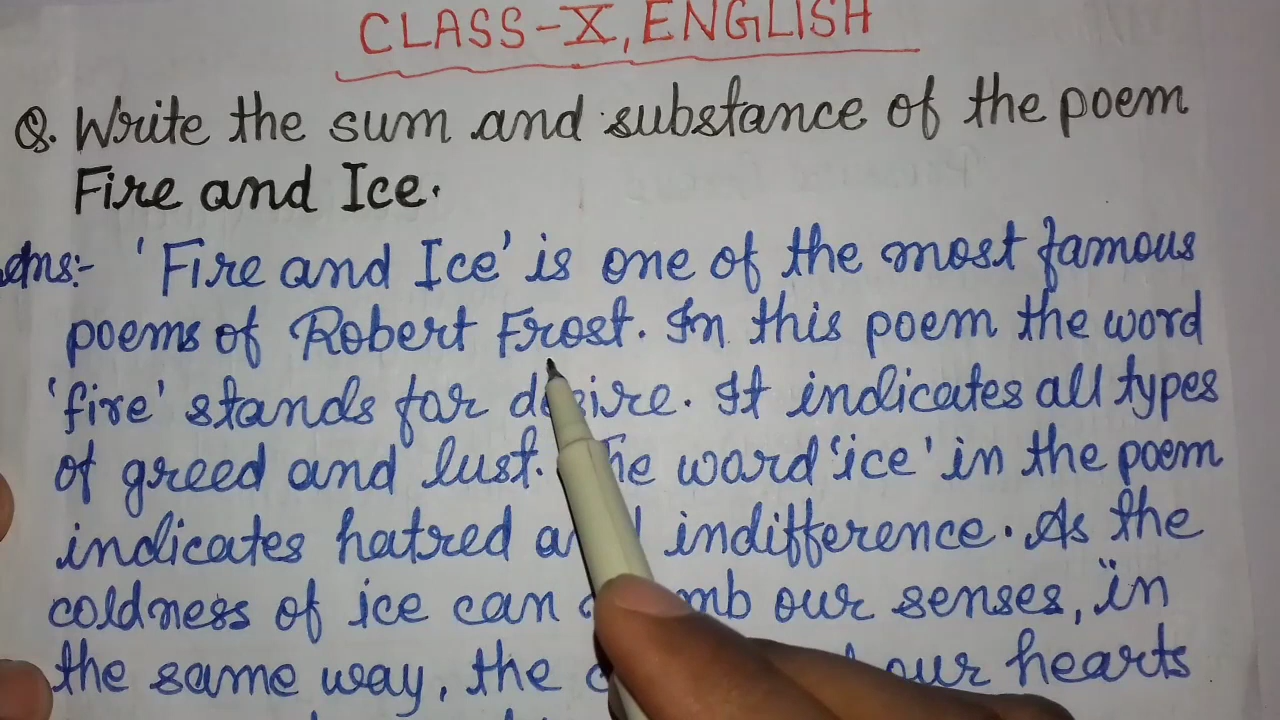 CLASS-X, ENGLISH
Q. Write the sum and substance of the poem
Fire and Ice.
Ans:- 'Fire and Ice' is one of the most famous
poems of Robert Frost. In this poem the word
'fire' stands for desire. It indicates all types
of greed and lust. The word 'ice' in the poem
indicates hatred and indifference. As the
coldness of ice can our senses, in
the same way, the our hearts